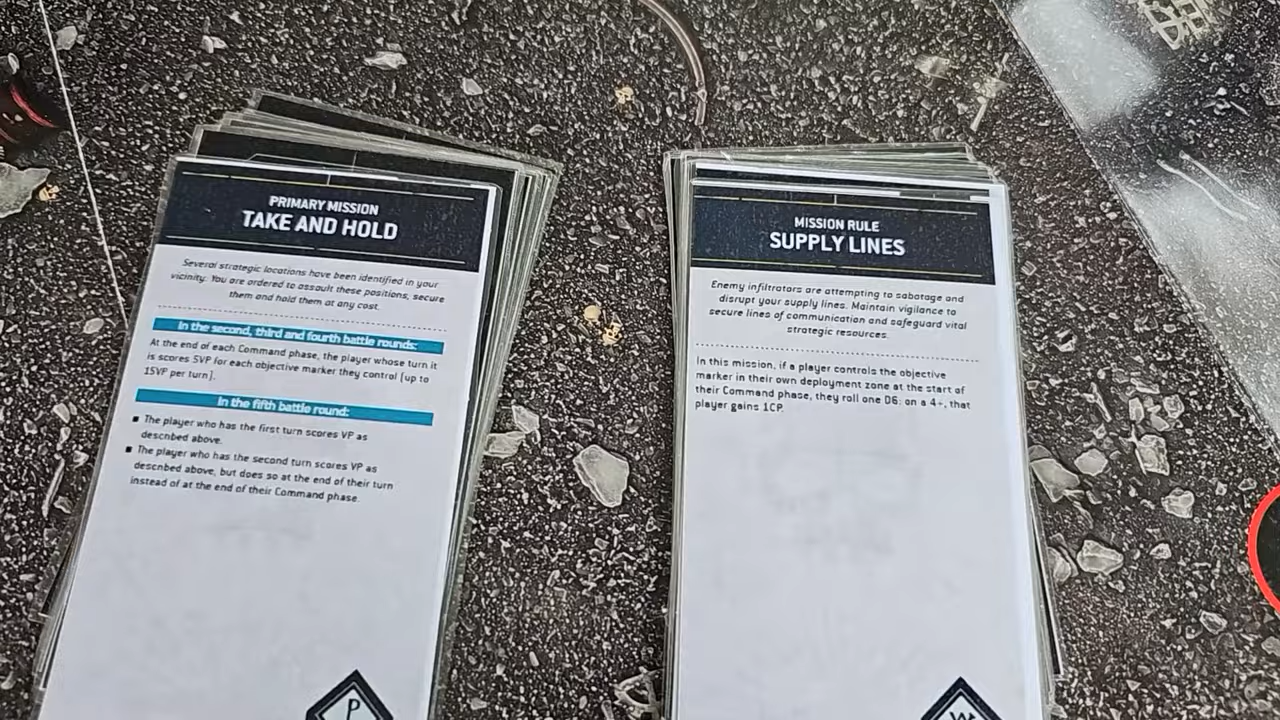 PRIMARY MISSION
TAKE AND HOLD
Several strategic locations have been identified in your
vicinity. You are ordered to assault these positions, secure
them and hold them at any cost.
In the second, third and fourth battle rounds:
At the end of each Command phase, the player whose turn it
is scores 5VP for each objective marker they control [up to
15VP per turn].
In the fifth battle round:
■ The player who has the first turn scores VP as
described above.
■ The player who has the second turn scores VP as
described above, but does so at the end of their turn
instead of at the end of their Command phase.
P
MISSION RULE
SUPPLY LINES
Enemy infiltrators are attempting to sabotage and
disrupt your supply lines. Maintain vigilance to
secure lines of communication and safeguard vital
strategic resources.
In this mission, if a player controls the objective
marker in their own deployment zone at the start of
their Command phase, they roll one D6: on a 4+, that
player gains 1CP.